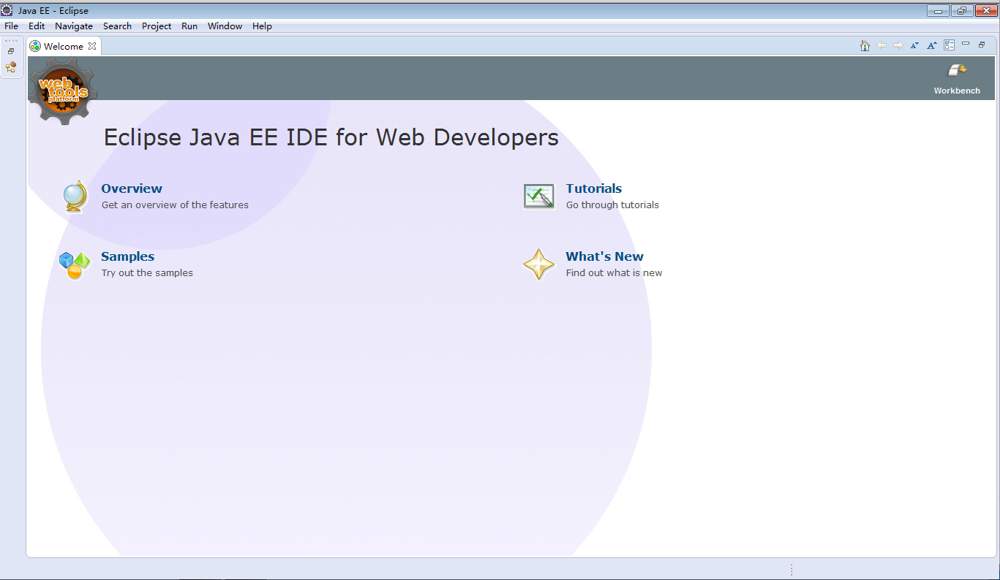 Java EE - Eclipse
File Edit Navigate Search Project Run Window Help
Welcome
web
tools
platform
Workbench
Eclipse Java EE IDE for Web Developers
Overview
Get an overview of the features
Tutorials
Go through tutorials
Samples
Try out the samples
What's New
Find out what is new